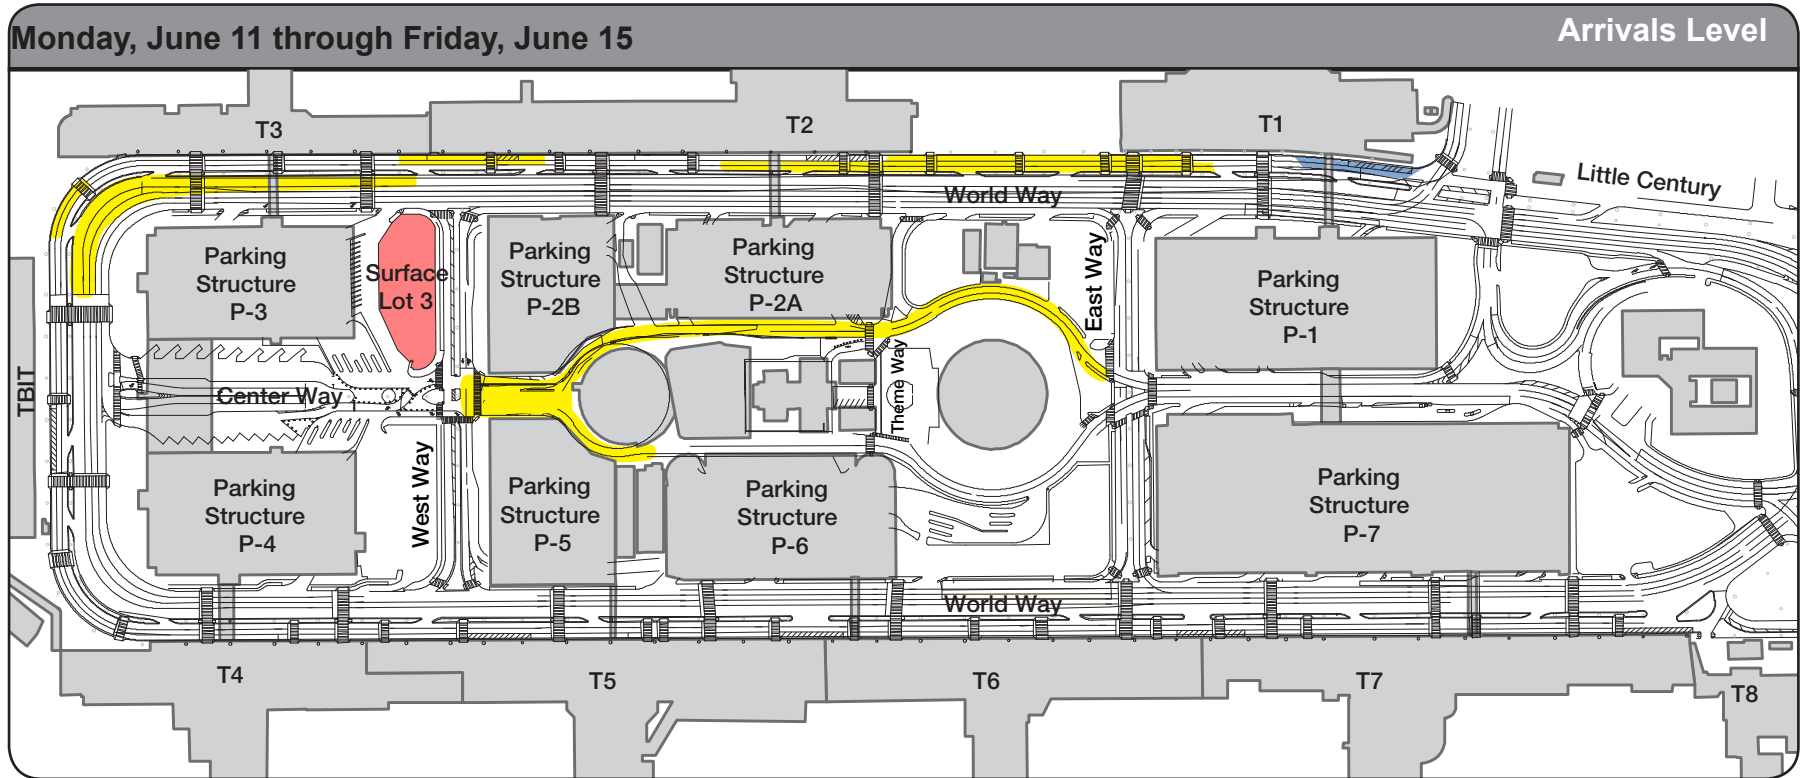 Monday, June 11 through Friday, June 15
Arrivals Level
T3
T2
T1
World Way
Little Century
Parking
Structure
P-3
Surface
Lot 3
Parking
Structure
P-2B
Parking
Structure
P-2A
East Way
Parking
Structure
P-1
TBIT
Center Way
Theme Way
West Way
Parking
Structure
P-4
Parking
Structure
P-5
Parking
Structure
P-6
Parking
Structure
P-7
World Way
T4
T5
T6
T7
T8